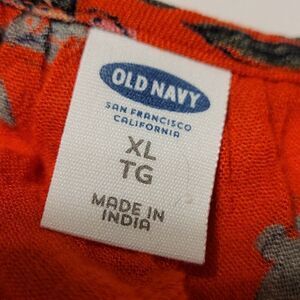 OLD NAVY
SAN FRANCISCO
CALIFORNIA
XL
TG
MADE IN
INDIA